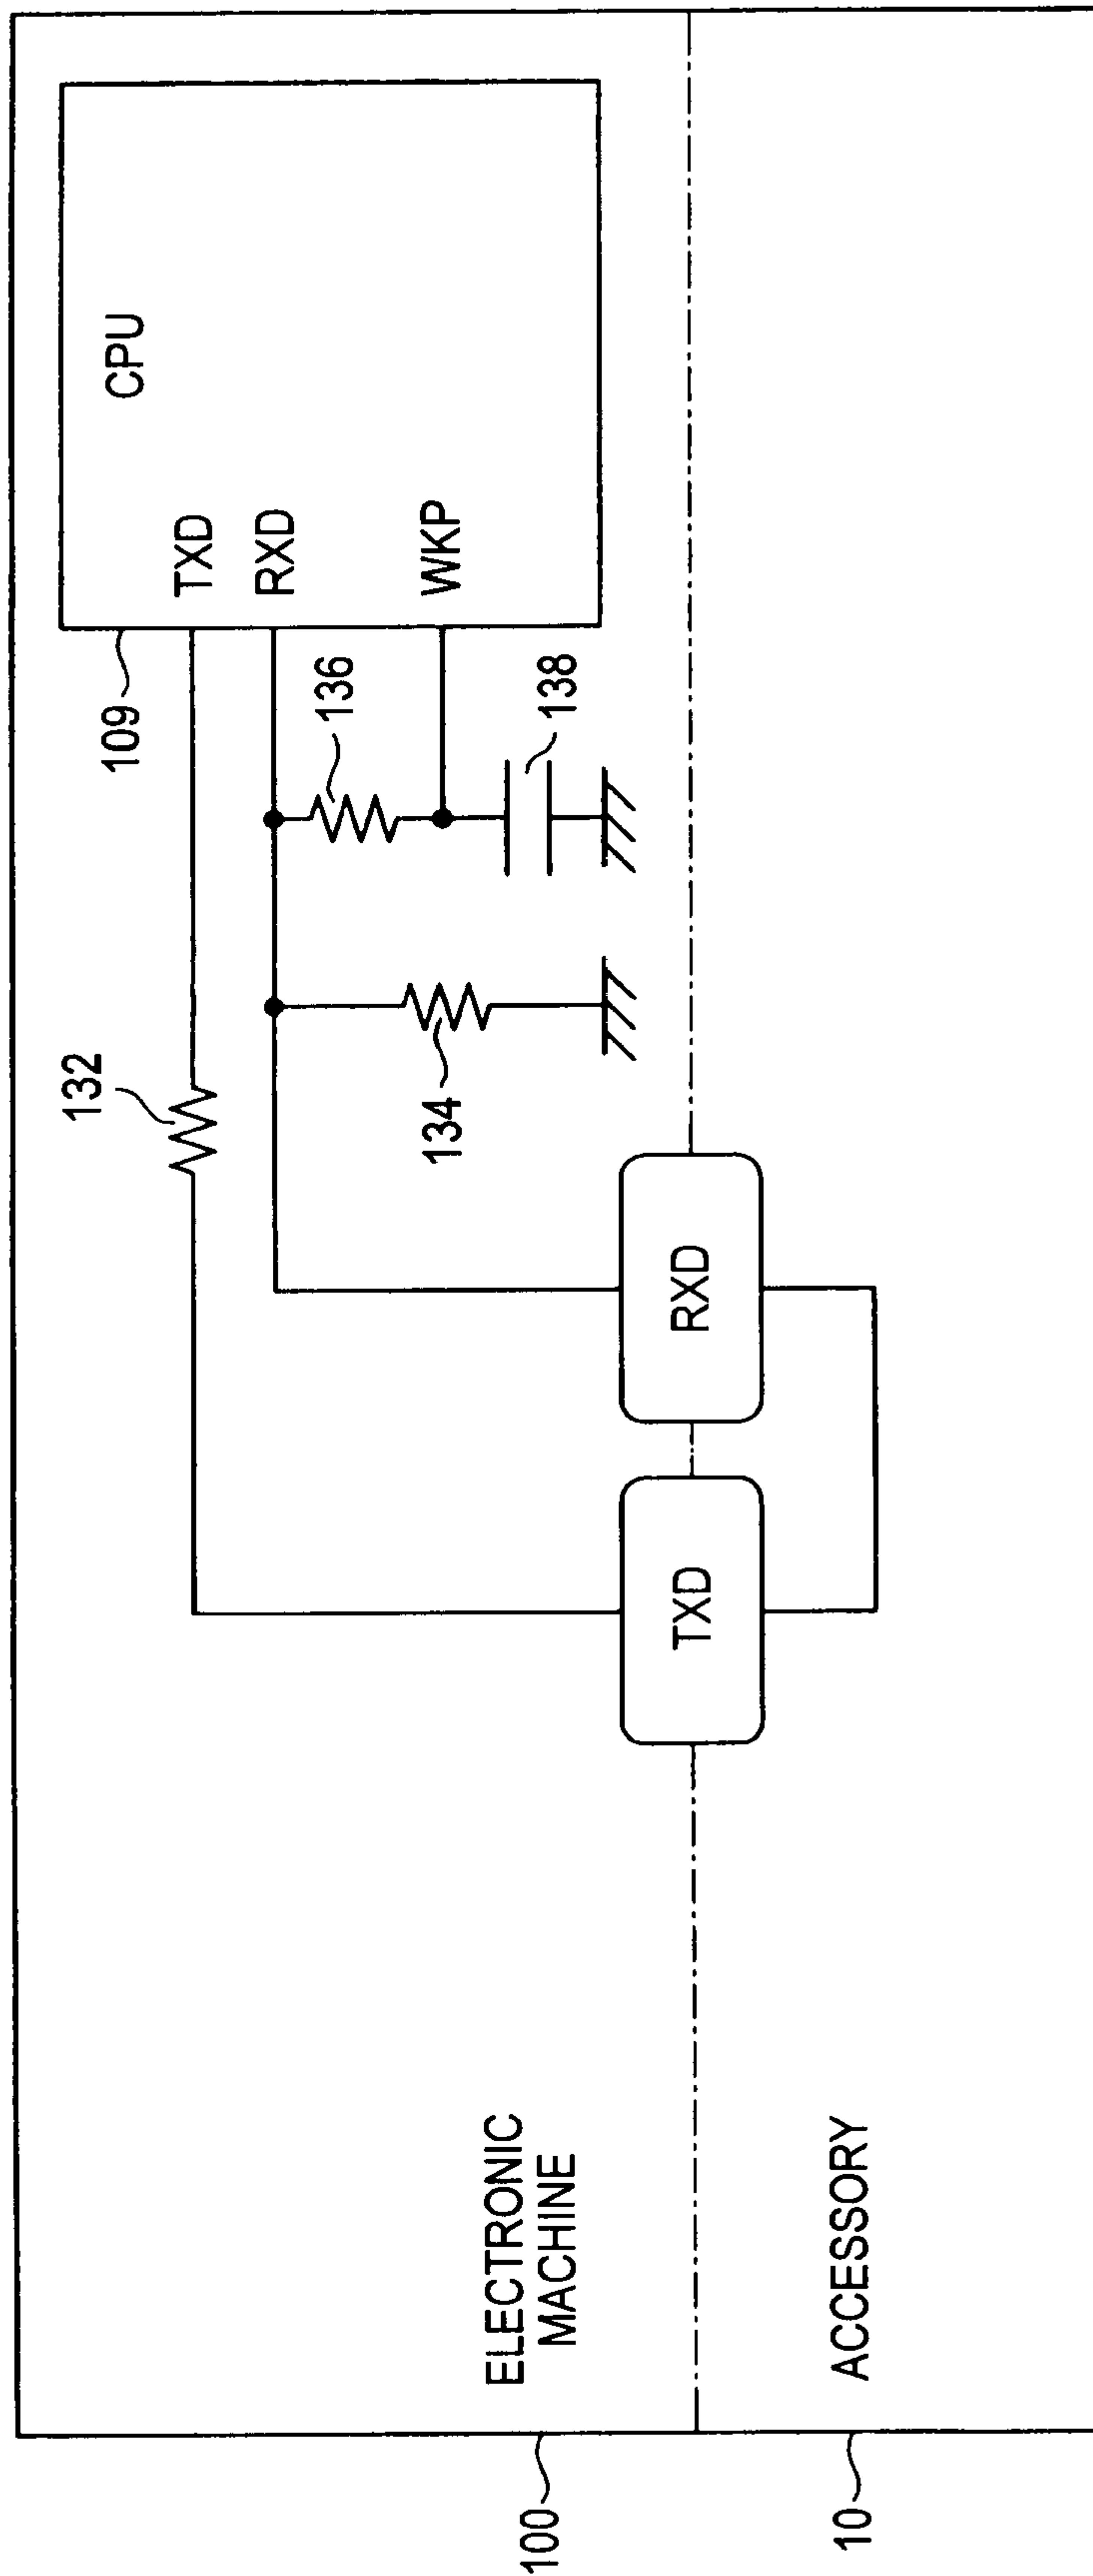 CPU
109
TXD
RXD
WKP
132
136
138
134
TXD
RXD
ELECTRONIC
MACHINE
100
ACCESSORY
10